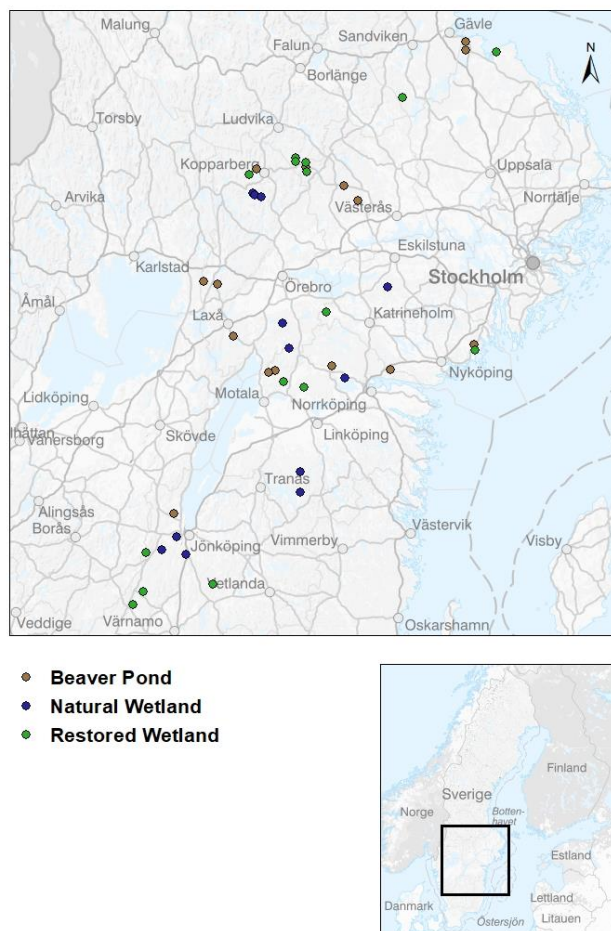 Malung
Falun
Sandviken
Gävle
N
Borlänge
Torsby
Ludvika
Kopparberg
Uppsala
Arvika
Västerås
Norrtälje
Karlstad
Eskilstuna
Stockholm
Örebro
Åmål
Laxå
Katrineholm
Nyköping
Lidköping
Motala
Norrköping
Skövde
Linköping
lhättan
Vänersborg
Tranås
Alingsås
Borås
Jönköping
Västervik
Vimmerby
Visby
Vetlanda
Veddige
Värnamo
Oskarshamn
Beaver Pond
Natural Wetland
Restored Wetland
Finland
Sverige
Norge
Botten-
havet
Estland
Danmark
Lettland
Östersjön
Litauen